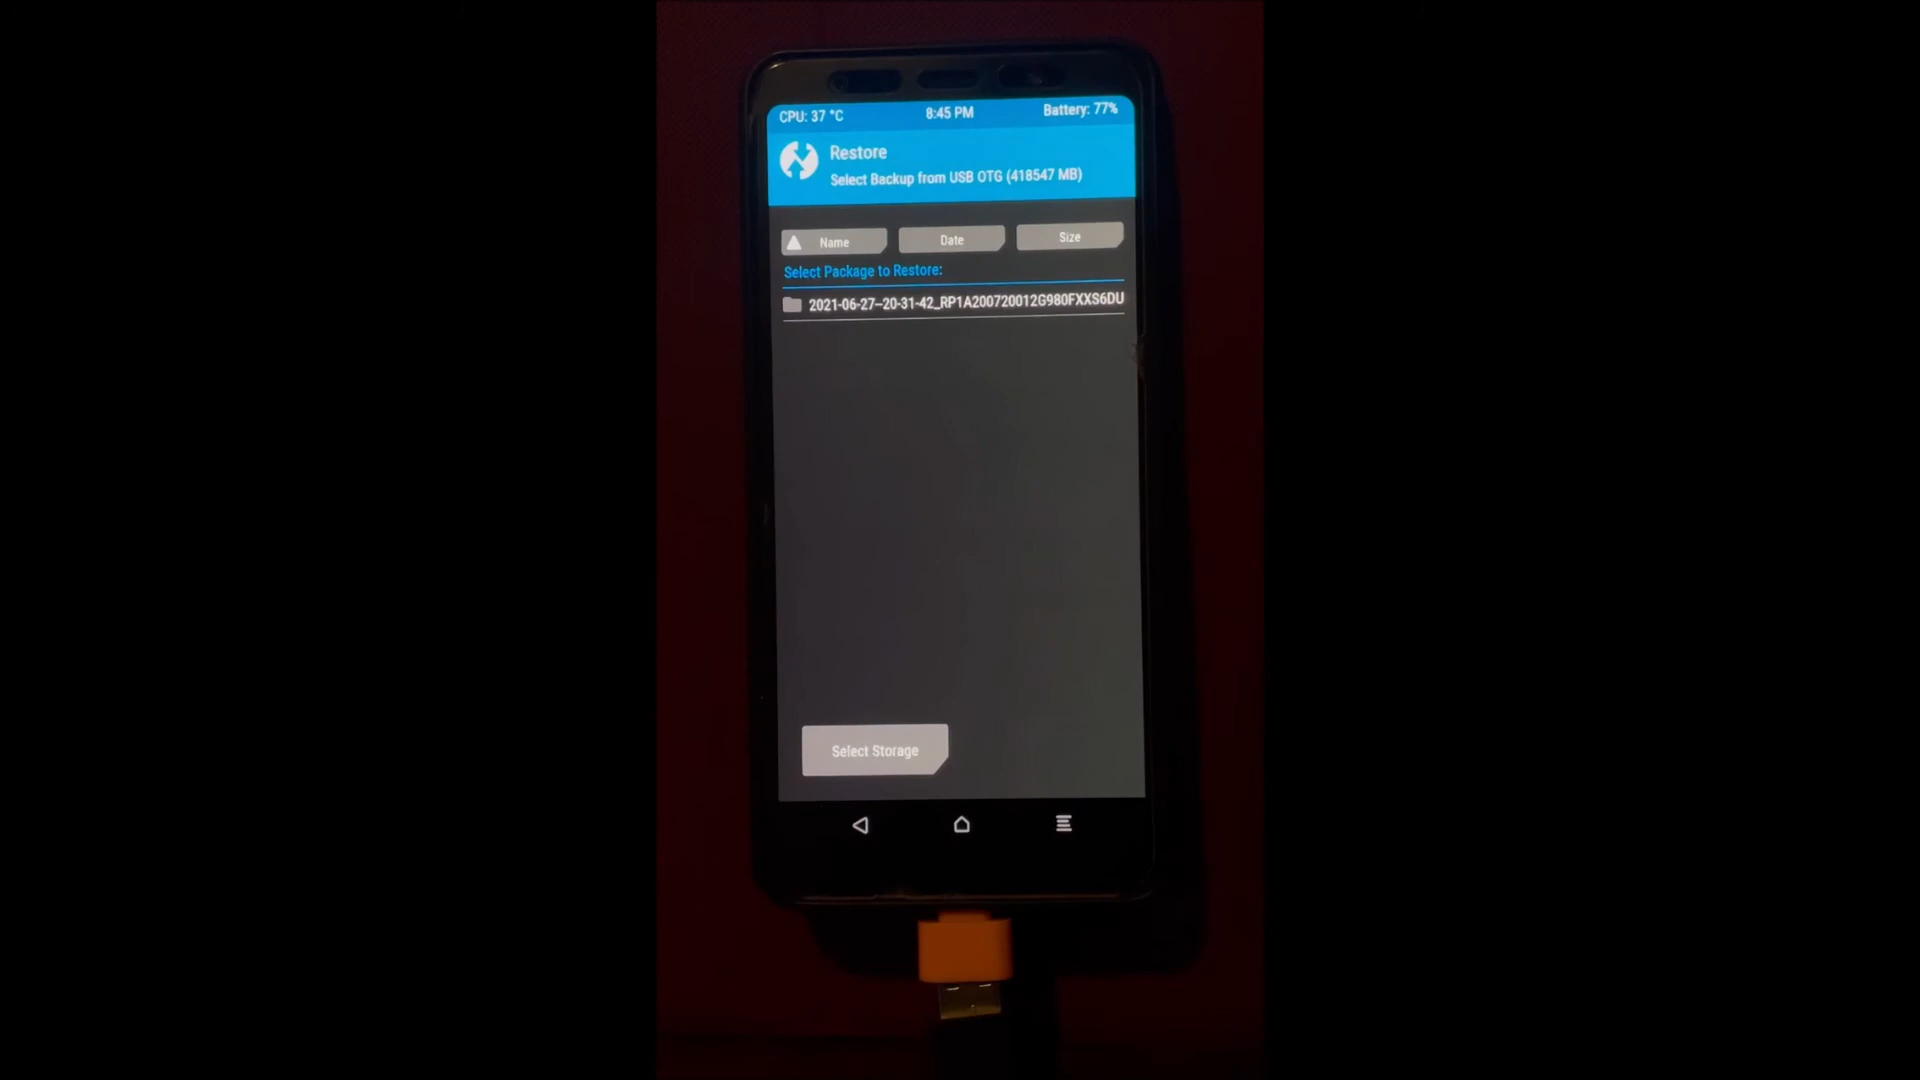 CPU: 37 °C 8:45 PM Battery: 77%
Restore
Select Backup from USB OTG (418547 MB)
Name Date Size
Select Package to Restore:
2021-06-27--20-31-42_RP1A200720012G980FXXS6DU
Select Storage